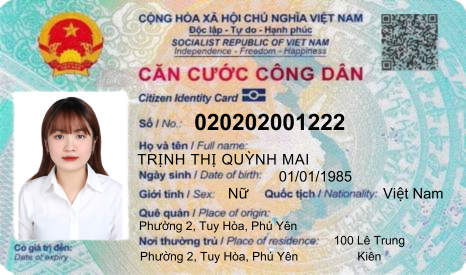 CỘNG HÒA XÃ HỘI CHỦ NGHĨA VIỆT NAM
Độc lập - Tự do - Hạnh phúc
SOCIALIST REPUBLIC OF VIET NAM
Independence - Freedom - Happiness
CĂN CƯỚC CÔNG DÂN
Citizen Identity Card
Số / No.: 020202001222
Họ và tên / Full name:
TRỊNH THỊ QUỲNH MAI
Ngày sinh / Date of birth: 01/01/1985
Giới tính / Sex: Nữ Quốc tịch / Nationality: Việt Nam
Quê quán / Place of origin:
Phường 2, Tuy Hòa, Phú Yên
Nơi thường trú / Place of residence: 100 Lê Trung
Phường 2, Tuy Hòa, Phú Yên Kiên
Có giá trị đến:
Date of expiry